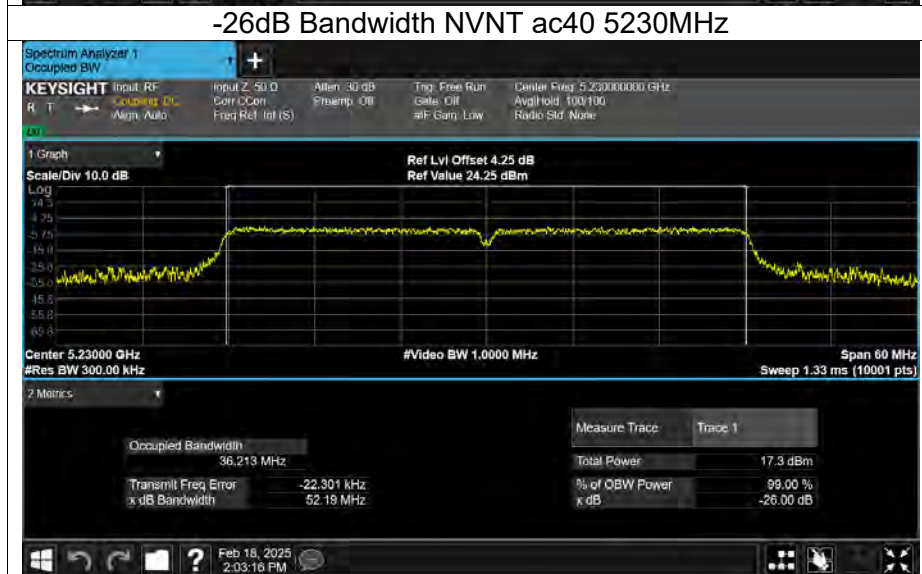 -26dB Bandwidth NVNT ac40 5230MHz
Spectrum Analyzer 1
Occupied BW
KEYSIGHT Input: RF Input Z: 50 Ω Atten: 30 dB Trig: Free Run Center Freq: 5.230000000 GHz
R T Coupling: DC Corr CCorr Preamp: Off Gate: Off Avg|Hold: 100/100
Align: Auto Freq Ref: Int (S) #IF Gain: Low Radio Std: None
1 Graph
Ref Lvl Offset 4.25 dB
Scale/Div 10.0 dB Ref Value 24.25 dBm
Log
14.3
4.25
-5.75
Center 5.23000 GHz #Video BW 1.0000 MHz Span 60 MHz
#Res BW 300.00 kHz Sweep 1.33 ms (10001 pts)
2 Metrics
Measure Trace Trace 1
Occupied Bandwidth
36.213 MHz Total Power 17.3 dBm
Transmit Freq Error -22.301 kHz % of OBW Power 99.00 %
x dB Bandwidth 52.19 MHz x dB -26.00 dB
? Feb 18, 2025
2:03:16 PM